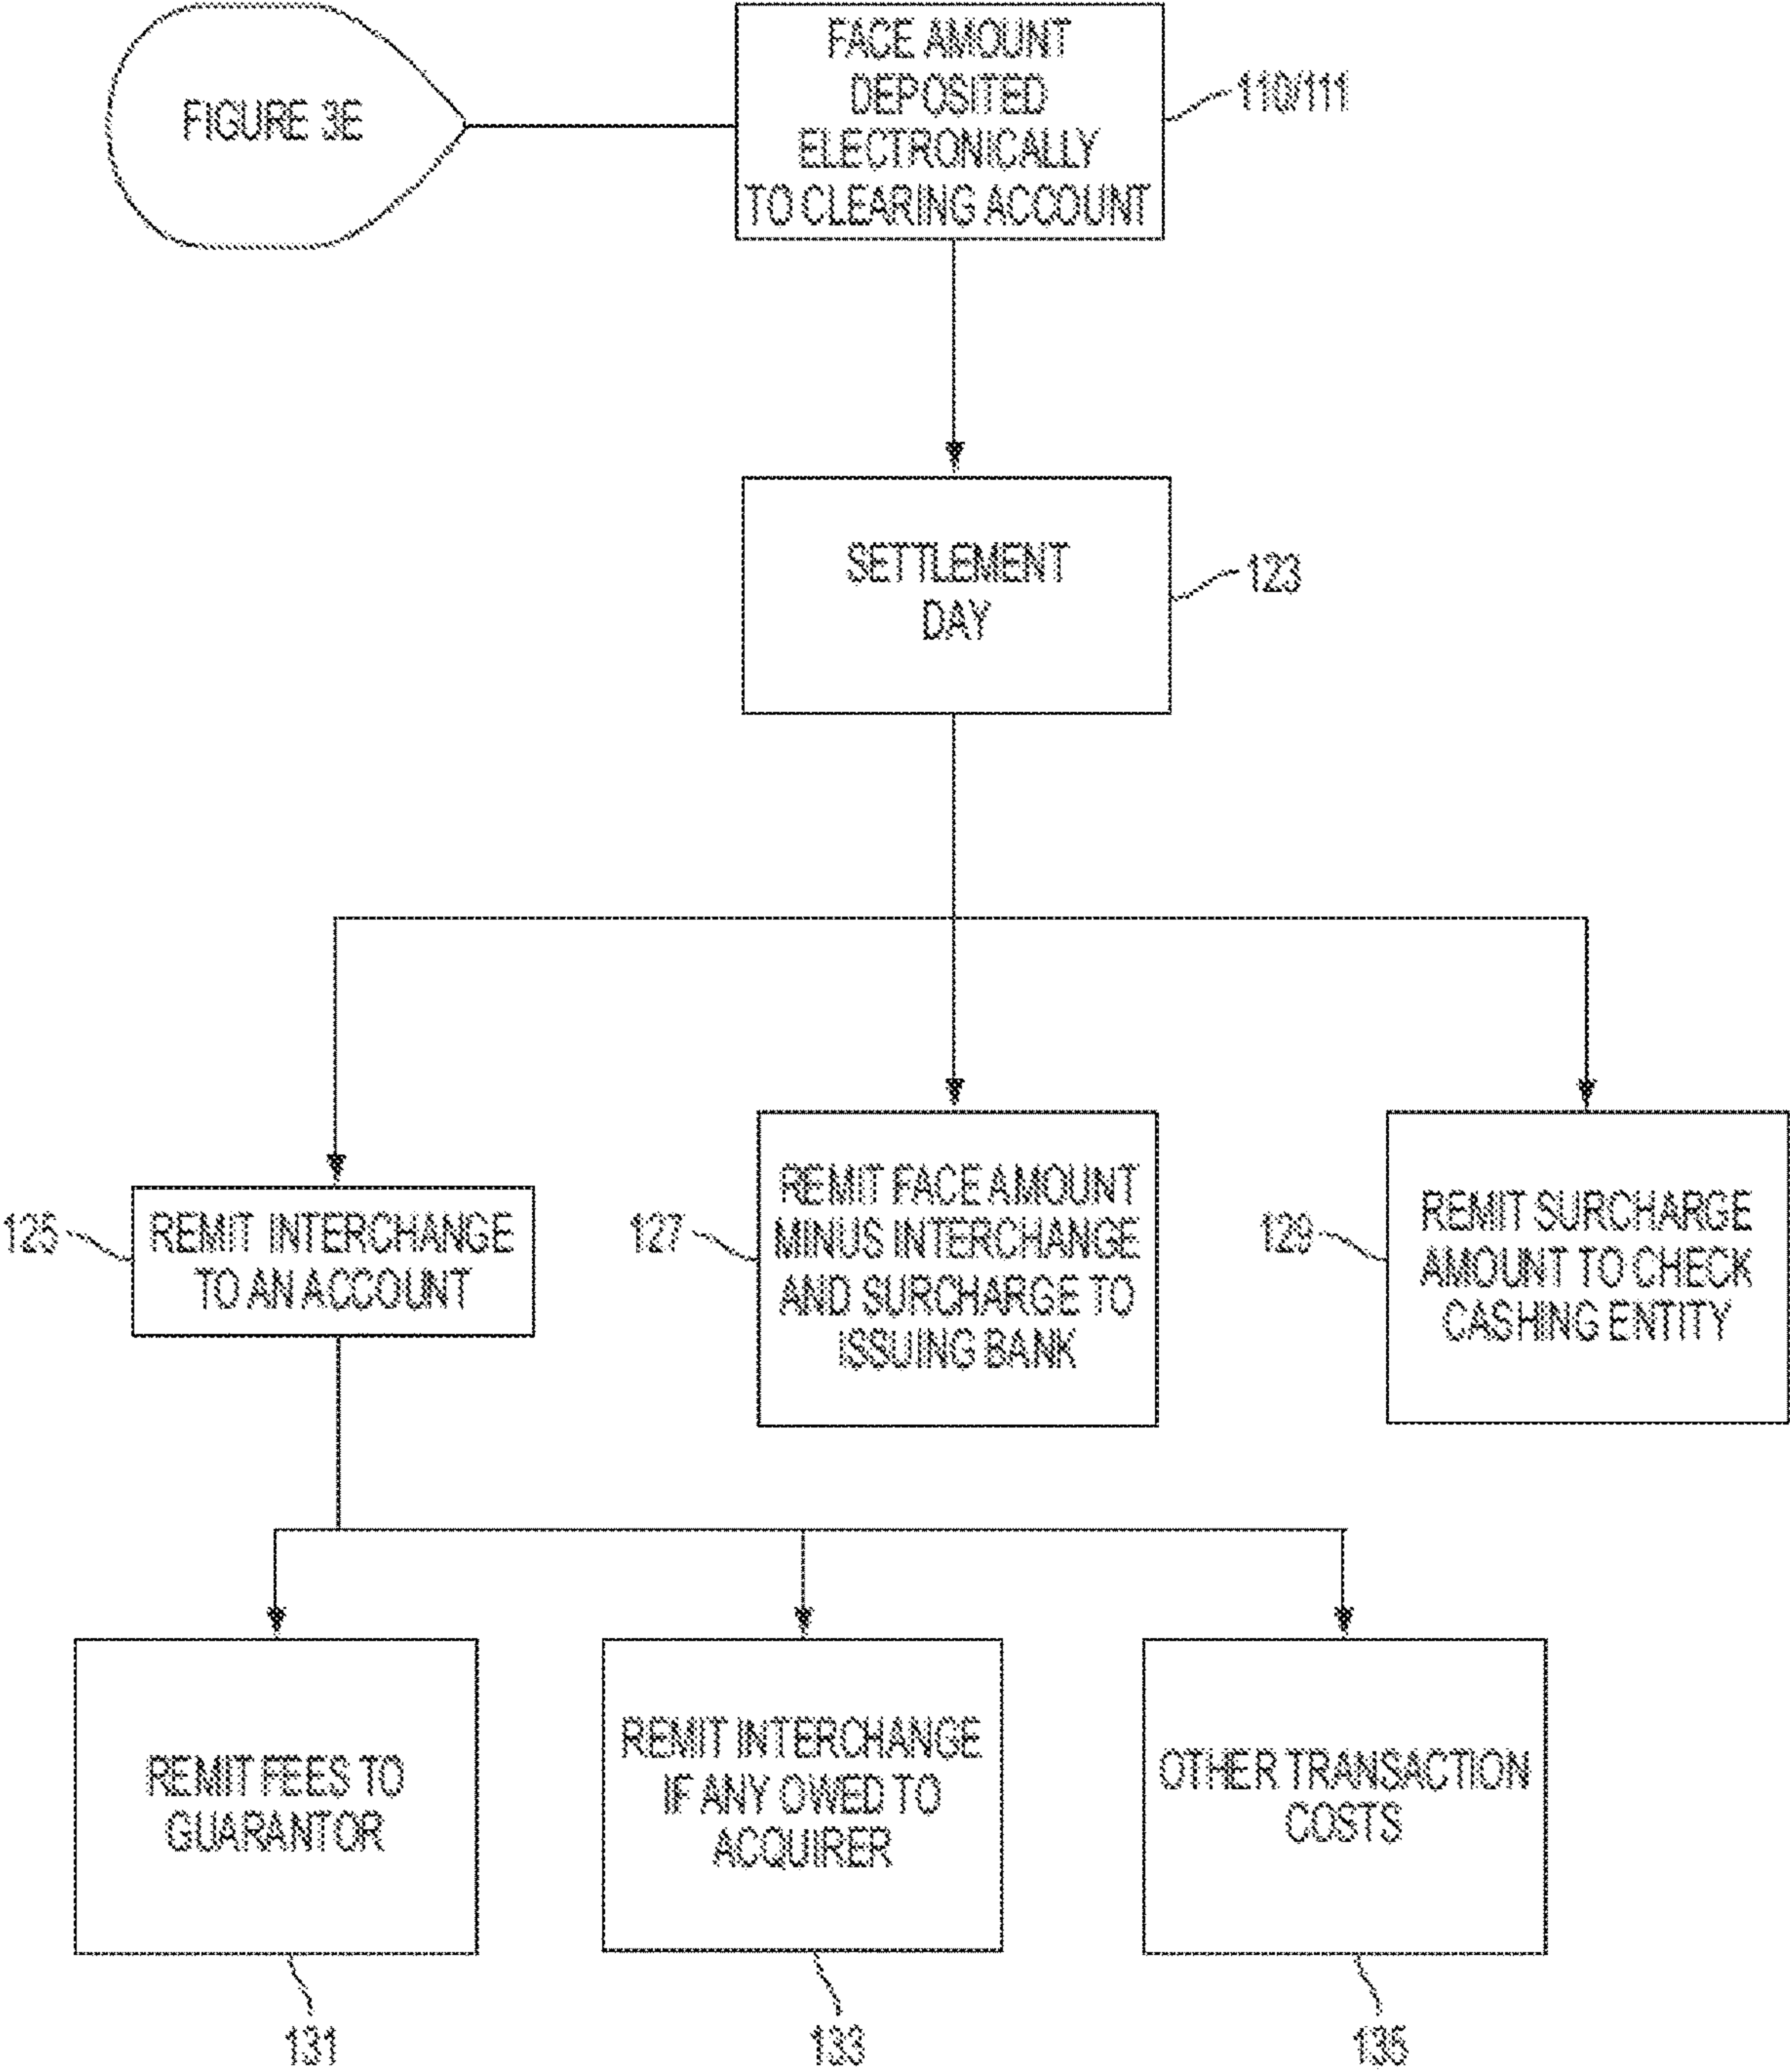 FIGURE 3E
FACE AMOUNT
DEPOSITED
ELECTRONICALLY
TO CLEARING ACCOUNT
110/111
SETTLEMENT
DAY
123
125
REMIT INTERCHANGE
TO AN ACCOUNT
127
REMIT FACE AMOUNT
MINUS INTERCHANGE
AND SURCHARGE TO
ISSUING BANK
129
REMIT SURCHARGE
AMOUNT TO CHECK
CASHING ENTITY
REMIT FEES TO
GUARANTOR
131
REMIT INTERCHANGE
IF ANY OWED TO
ACQUIRER
133
OTHER TRANSACTION
COSTS
135